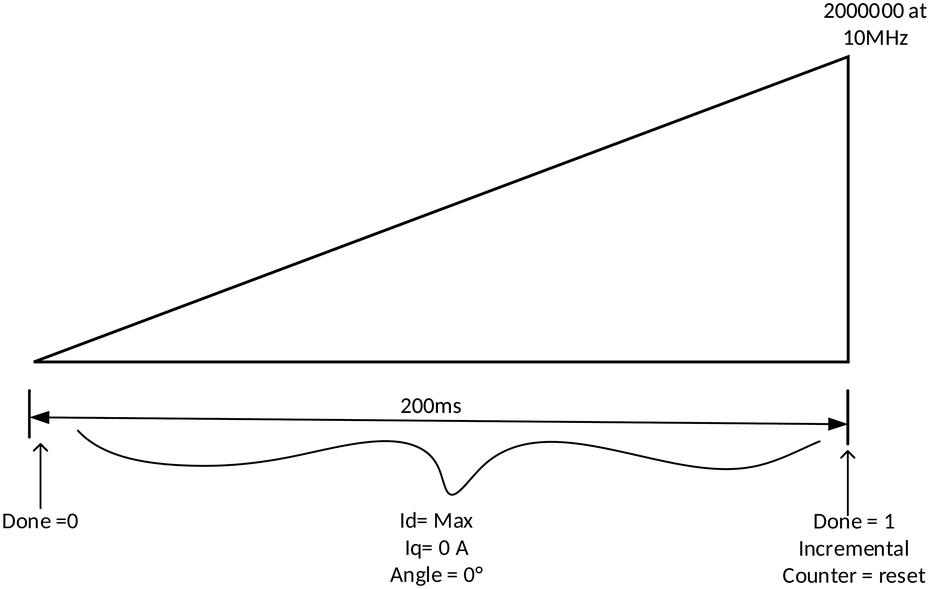 2000000 at
10MHz
200ms
Done =0
Id= Max
Iq= 0 A
Angle = 0°
Done = 1
Incremental
Counter = reset